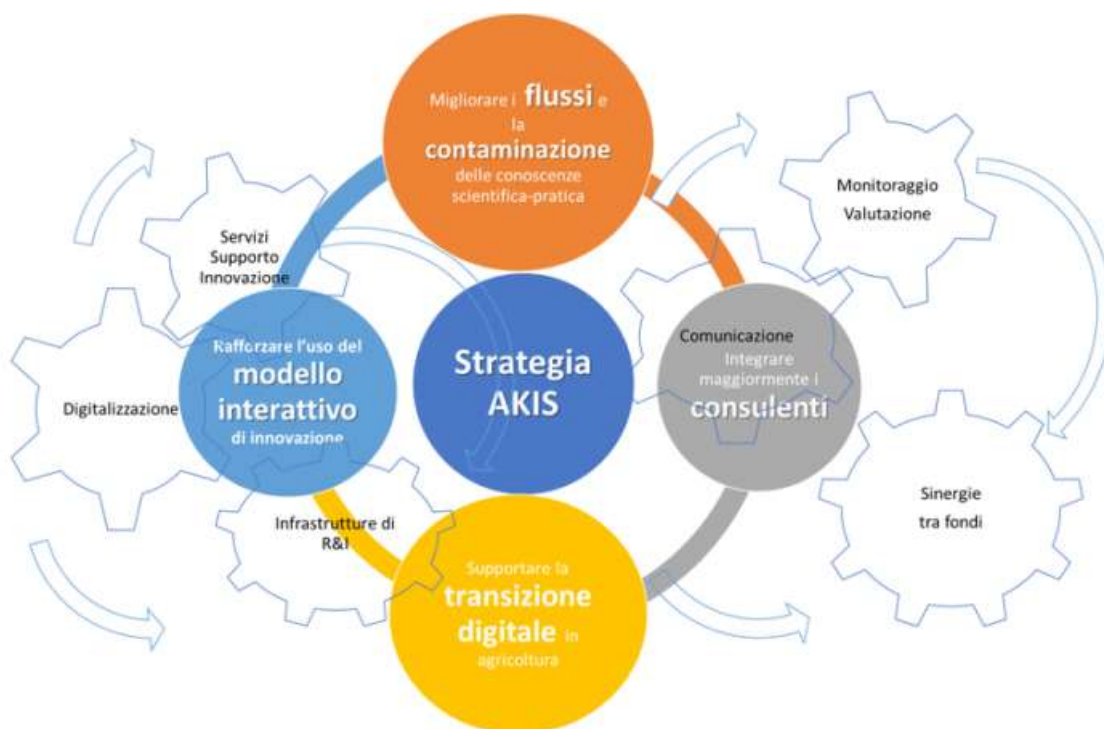 Migliorare i flussi e
la
contaminazione
delle conoscenze
scientifica-pratica
Monitoraggio
Valutazione
Servizi
Supporto
Innovazione
Rafforzare l'uso del
modello
interattivo
di innovazione
Digitalizzazione
Strategia
AKIS
Comunicazione
Integrare
maggiormente i
consulenti
Infrastrutture di
R&I
Sinergie
tra fondi
Supportare la
transizione
digitale in
agricoltura